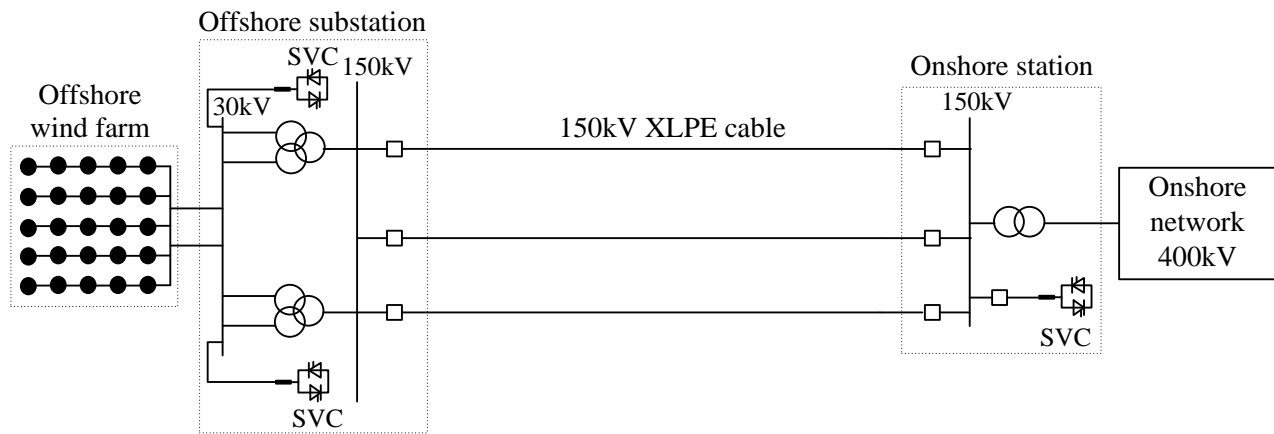 Offshore substation
SVC
150kV
Onshore station
Offshore
wind farm
30kV
150kV
150kV XLPE cable
Onshore
network
400kV
SVC
SVC